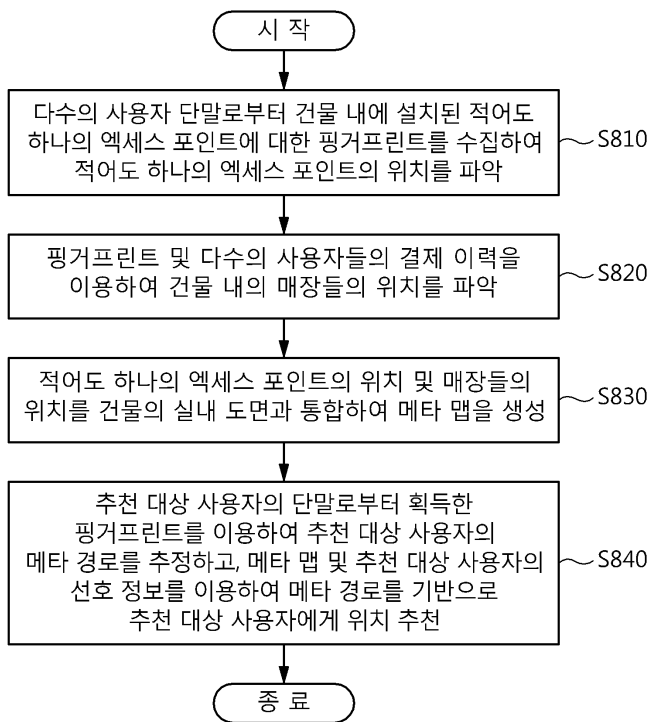 시 작
다수의 사용자 단말로부터 건물 내에 설치된 적어도
하나의 엑세스 포인트에 대한 핑거프린트를 수집하여
적어도 하나의 엑세스 포인트의 위치를 파악
S810
핑거프린트 및 다수의 사용자들의 결제 이력을
이용하여 건물 내의 매장들의 위치를 파악
S820
적어도 하나의 엑세스 포인트의 위치 및 매장들의
위치를 건물의 실내 도면과 통합하여 메타 맵을 생성
S830
추천 대상 사용자의 단말로부터 획득한
핑거프린트를 이용하여 추천 대상 사용자의
메타 경로를 추정하고, 메타 맵 및 추천 대상 사용자의
선호 정보를 이용하여 메타 경로를 기반으로
추천 대상 사용자에게 위치 추천
S840
종 료